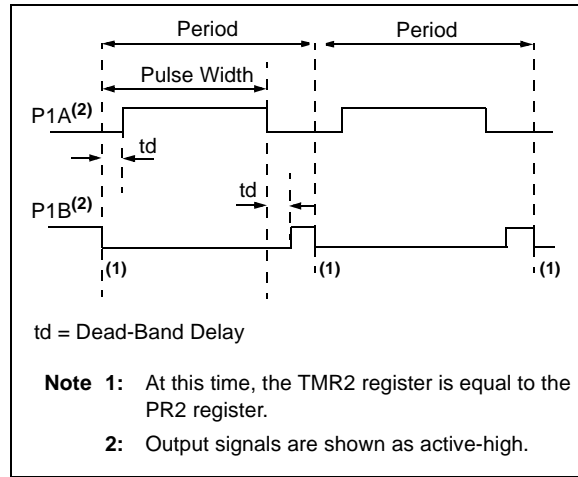 Period Period
Pulse Width
P1A(2)
td
td
P1B(2)
(1) (1) (1)
td = Dead-Band Delay
Note 1: At this time, the TMR2 register is equal to the
PR2 register.
2: Output signals are shown as active-high.